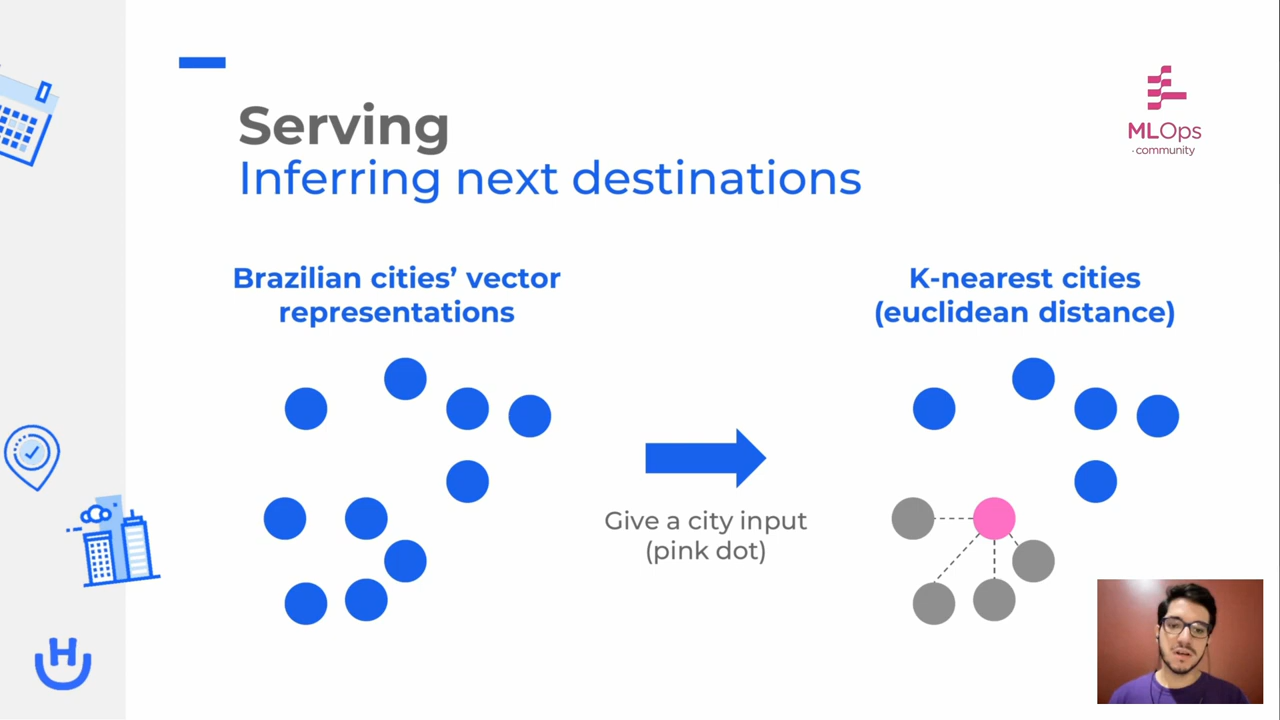 Serving
Inferring next destinations
MLOps
community
Brazilian cities' vector
representations
K-nearest cities
(euclidean distance)
Give a city input
(pink dot)
H